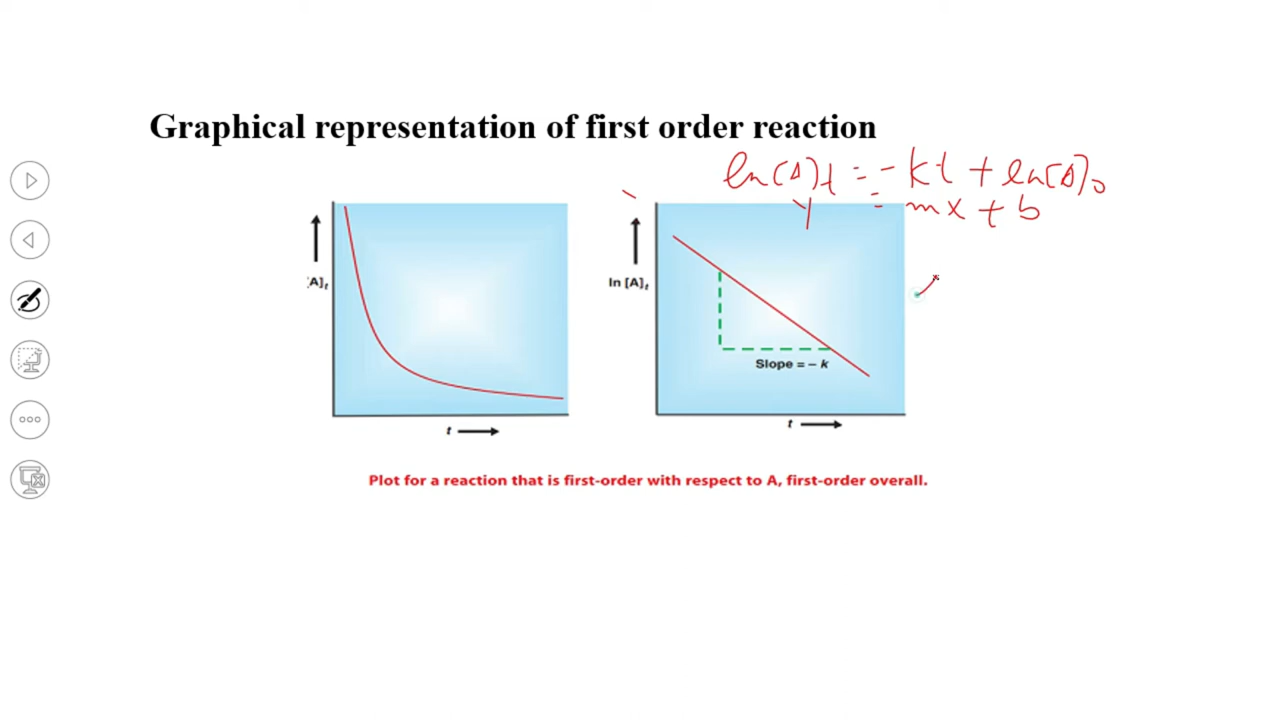 Graphical representation of first order reaction
ln[A]t = -kt + ln[A]0
y = mx + b
[A]t
ln [A]t
Slope = – k
t
t
Plot for a reaction that is first-order with respect to A, first-order overall.